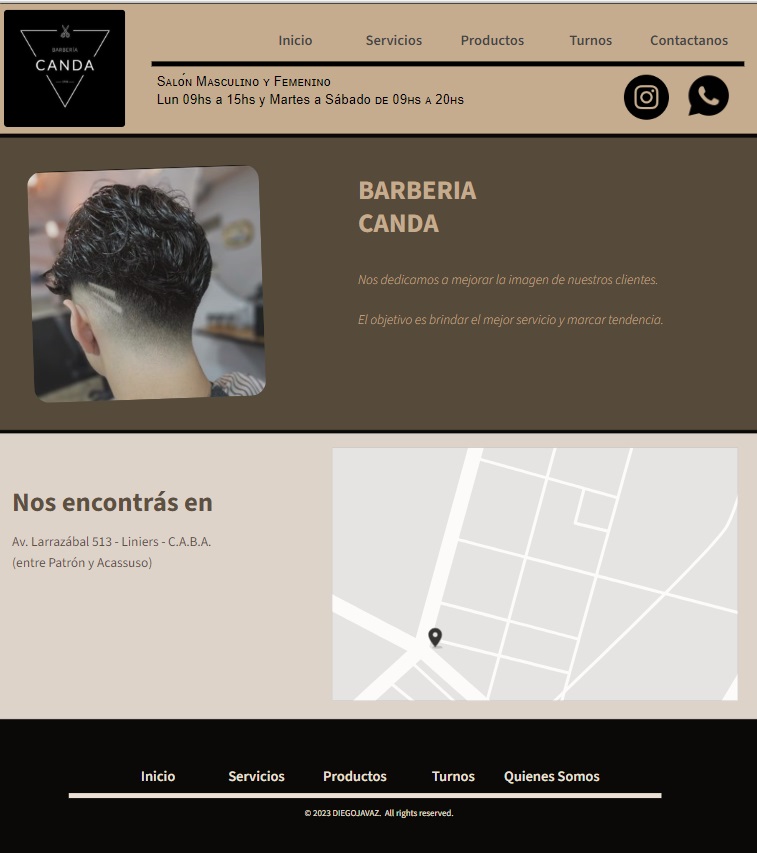 BARBERÍA
CANDA
Inicio Servicios Productos Turnos Contactanos
Salón Masculino y Femenino
Lun 09hs a 15hs y Martes a Sábado de 09hs a 20hs
BARBERIA
CANDA
Nos dedicamos a mejorar la imagen de nuestros clientes.
El objetivo es brindar el mejor servicio y marcar tendencia.
Nos encontrás en
Av. Larrazábal 513 - Liniers - C.A.B.A.
(entre Patrón y Acassuso)
Inicio Servicios Productos Turnos Quienes Somos
© 2023 DIEGOJAVAZ. All rights reserved.